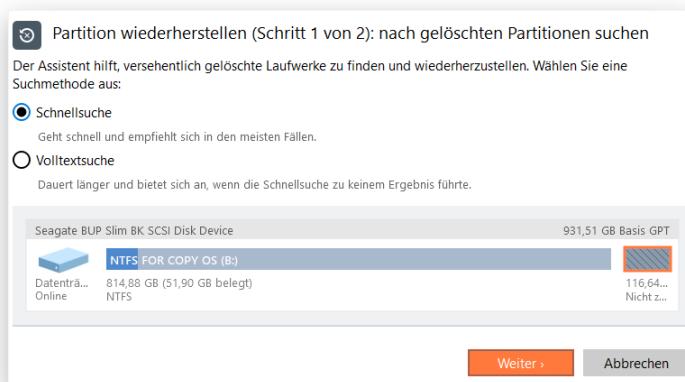 Partition wiederherstellen (Schritt 1 von 2): nach gelöschten Partitionen suchen
Der Assistent hilft, versehentlich gelöschte Laufwerke zu finden und wiederherzustellen. Wählen Sie eine
Suchmethode aus:
Schnellsuche
Geht schnell und empfiehlt sich in den meisten Fällen.
Volltextsuche
Dauert länger und bietet sich an, wenn die Schnellsuche zu keinem Ergebnis führte.
Seagate BUP Slim BK SCSI Disk Device 931,51 GB Basis GPT
NTFS FOR COPY OS (B:)
Datenträ... 814,88 GB (51,90 GB belegt) 116,64...
Online NTFS Nicht z...
Weiter › Abbrechen